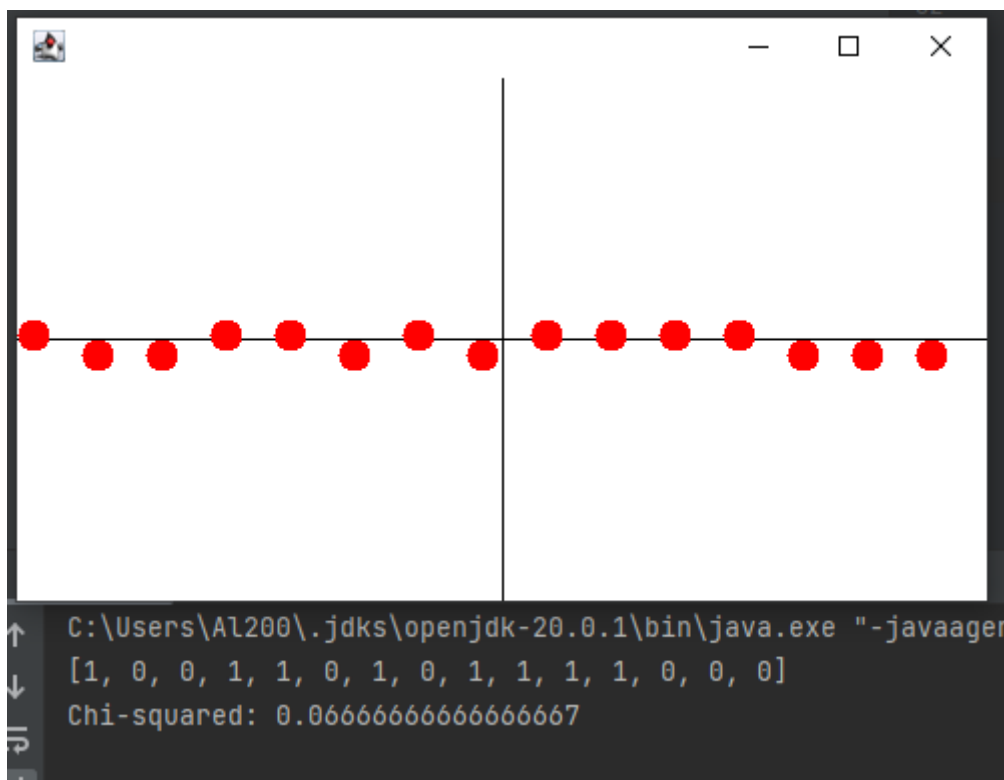 C:\Users\Al200\.jdks\openjdk-20.0.1\bin\java.exe "-javaager
[1, 0, 0, 1, 1, 0, 1, 0, 1, 1, 1, 1, 0, 0, 0]
Chi-squared: 0.06666666666666667